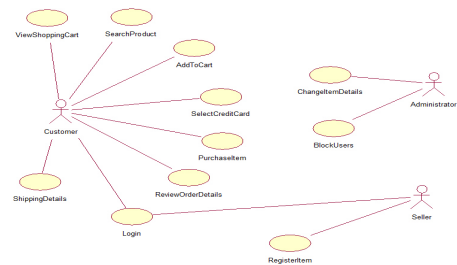 ViewShoppingCart
SearchProduct
AddToCart
ChangeItemDetails
Administrator
SelectCreditCard
Customer
BlockUsers
PurchaseItem
ShippingDetails
ReviewOrderDetails
Seller
Login
RegisterItem